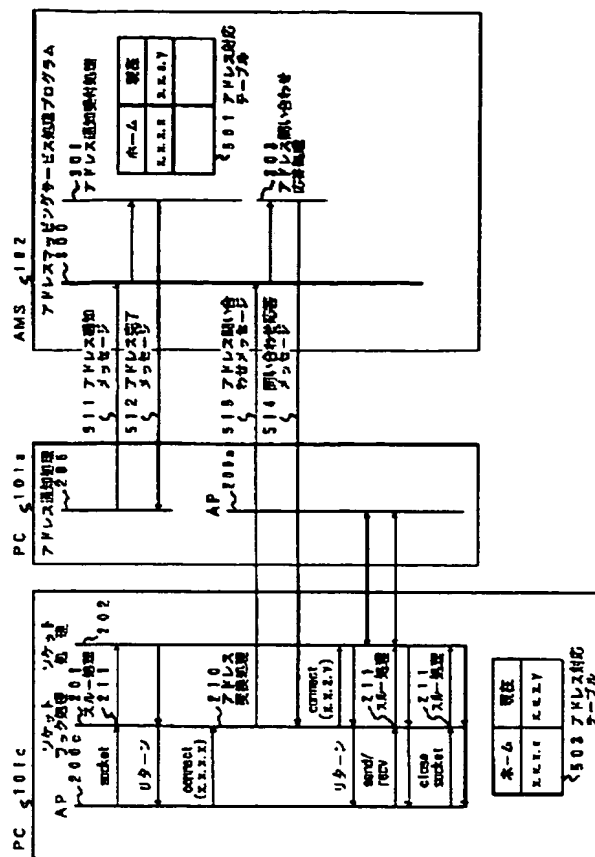 AMS 102
アドレスマッピングサービス処理プログラム
300
301
アドレス通知受付処理
ホーム 現在
x.x.x.x x.x.z.y
501 アドレス対応
テーブル
303
アドレス問い合わせ
応答処理
511 アドレス通知
メッセージ
512 アドレス完了
メッセージ
513 アドレス問い合
わせメッセージ
514 問い合わせ応答
メッセージ
PC 101a
アドレス通知処理
206
AP 200a
PC 101c
AP 200c
ソケット
フック処理
201
ソケット
処理
202
スルー処理
211
socket
リターン
connect
(x.x.x.x)
210
アドレス
変換処理
connect
(x.x.z.y)
リターン
211
スルー処理
send/
recv
211
スルー処理
close
socket
ホーム 現在
x.x.x.x x.x.z.y
503 アドレス対応
テーブル